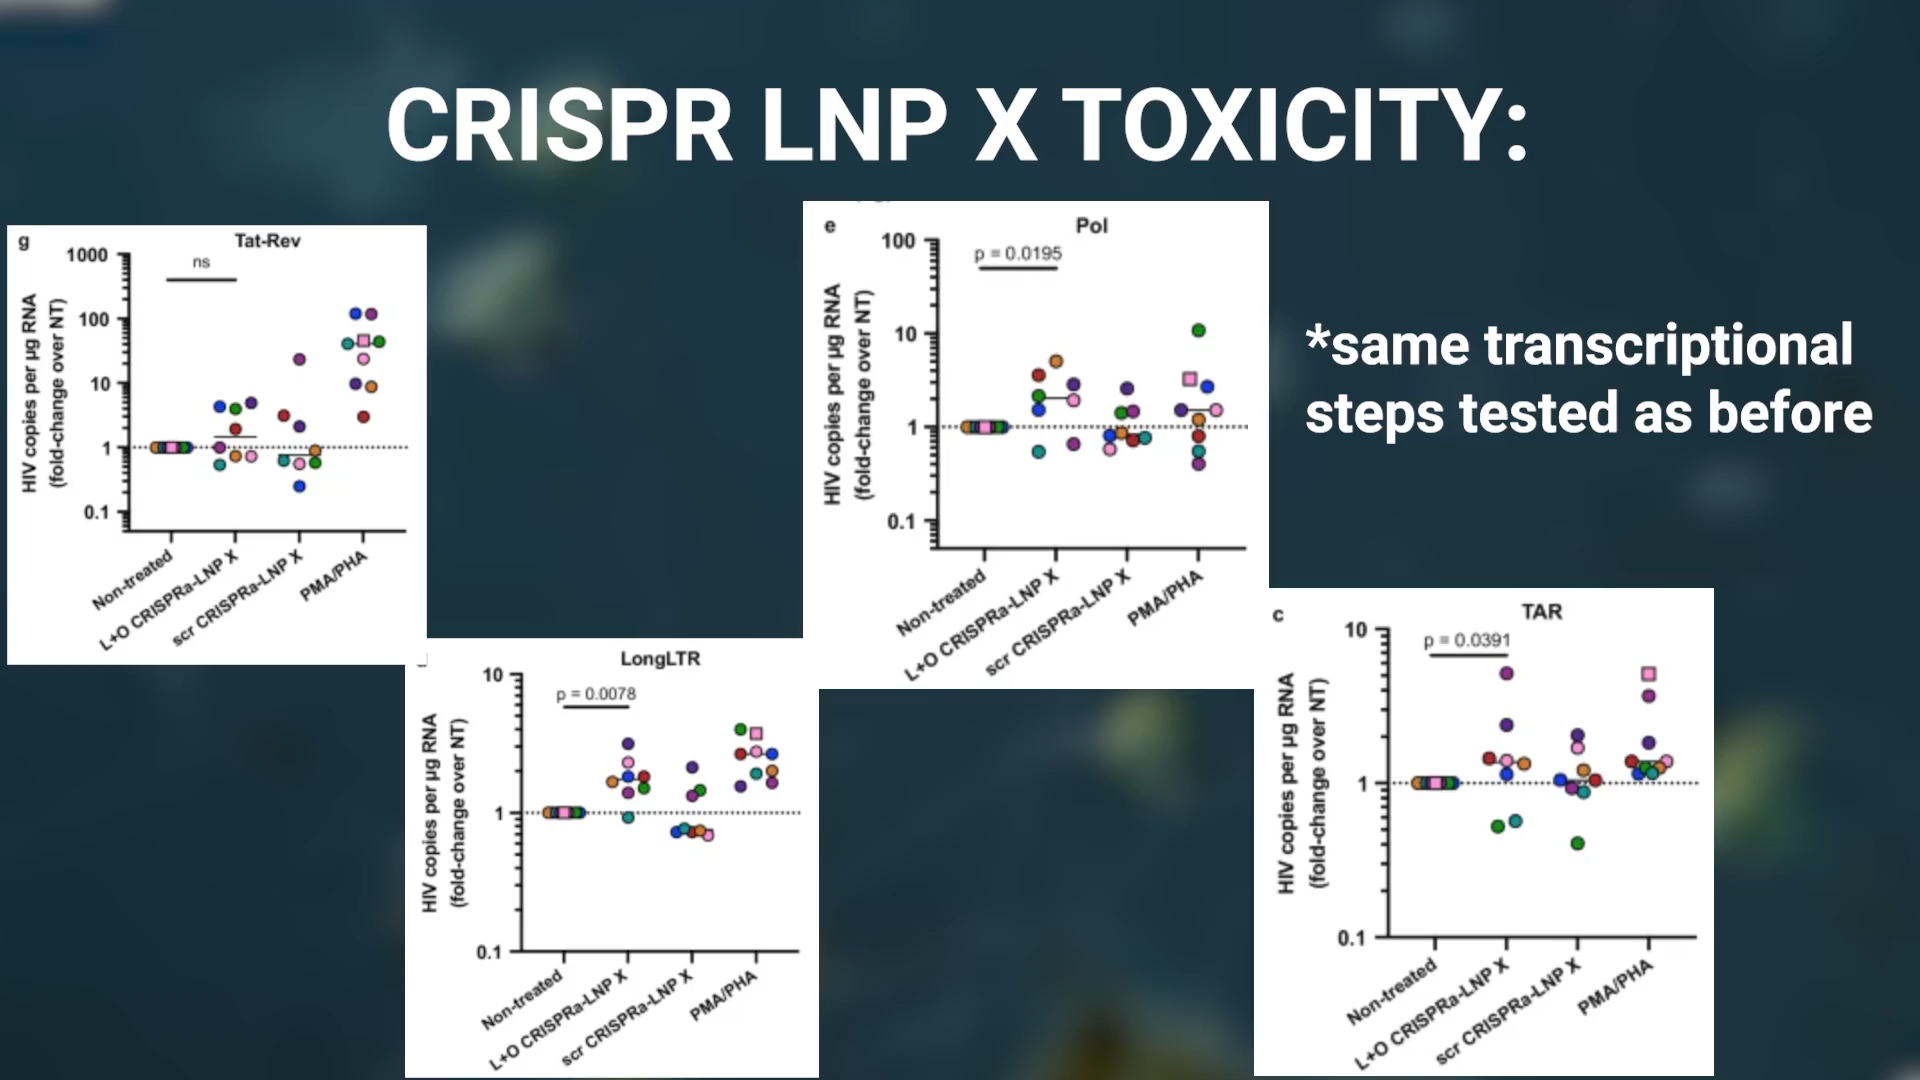 CRISPR LNP X TOXICITY:
g
Tat-Rev
1000
100
10
1
0.1
ns
HIV copies per µg RNA
(fold-change over NT)
Non-treated
L+O CRISPRa-LNP X
scr CRISPRa-LNP X
PMA/PHA
e
Pol
100
10
1
0.1
p = 0.0195
HIV copies per µg RNA
(fold-change over NT)
Non-treated
L+O CRISPRa-LNP X
scr CRISPRa-LNP X
PMA/PHA
*same transcriptional
steps tested as before
LongLTR
10
1
0.1
p = 0.0078
HIV copies per µg RNA
(fold-change over NT)
Non-treated
L+O CRISPRa-LNP X
scr CRISPRa-LNP X
PMA/PHA
c
TAR
10
1
0.1
p = 0.0391
HIV copies per µg RNA
(fold-change over NT)
Non-treated
L+O CRISPRa-LNP X
scr CRISPRa-LNP X
PMA/PHA